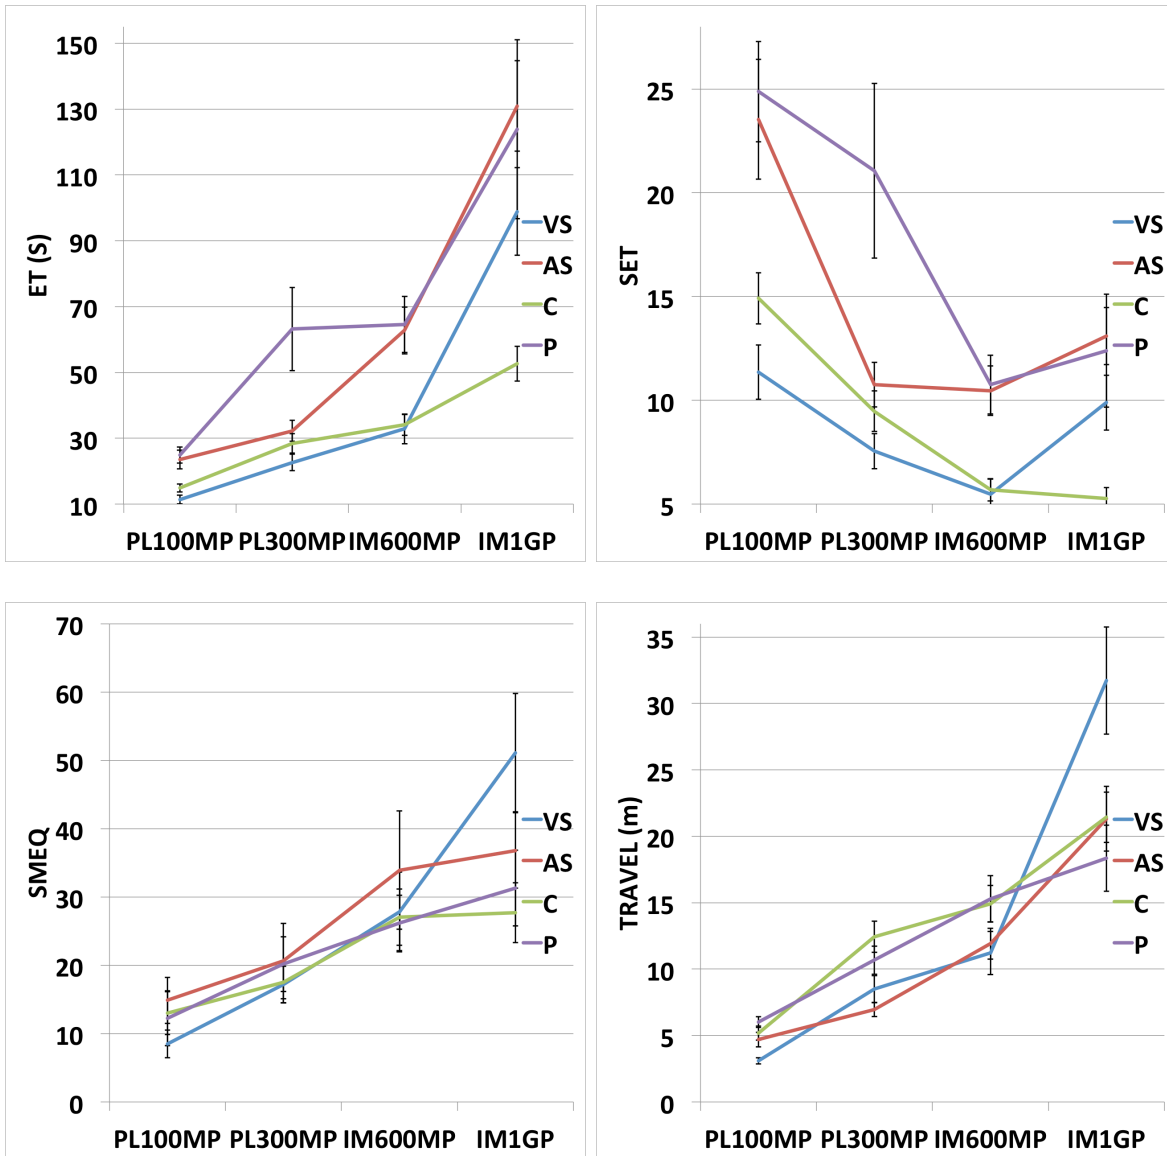 150
130
110
90
70
50
30
10
ET (S)
PL100MP PL300MP IM600MP IM1GP
VS
AS
C
P
25
20
15
10
5
SET
PL100MP PL300MP IM600MP IM1GP
VS
AS
C
P
70
60
50
40
30
20
10
0
SMEQ
PL100MP PL300MP IM600MP IM1GP
VS
AS
C
P
35
30
25
20
15
10
5
0
TRAVEL (m)
PL100MP PL300MP IM600MP IM1GP
VS
AS
C
P